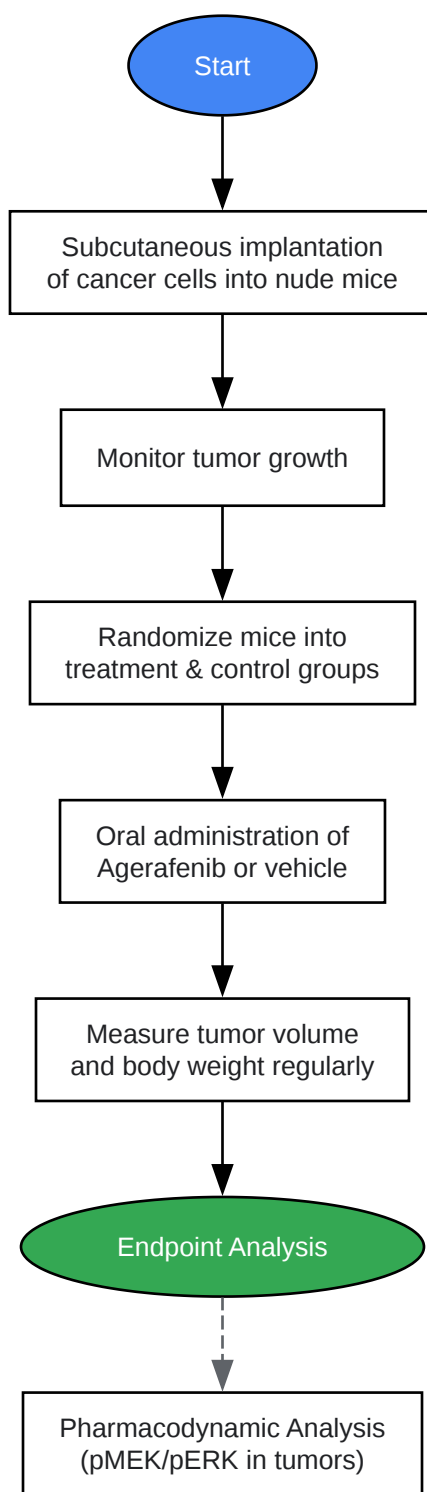 Start
Subcutaneous implantation
of cancer cells into nude mice
Monitor tumor growth
Randomize mice into
treatment & control groups
Oral administration of
Agerafenib or vehicle
Measure tumor volume
and body weight regularly
Endpoint Analysis
Pharmacodynamic Analysis
(pMEK/pERK in tumors)